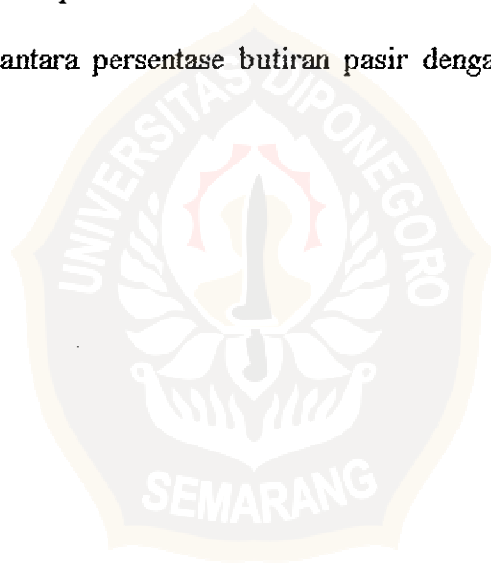 antara persentase butiran pasir denga
UNIVERSITAS DIPONEGORO
SEMARANG